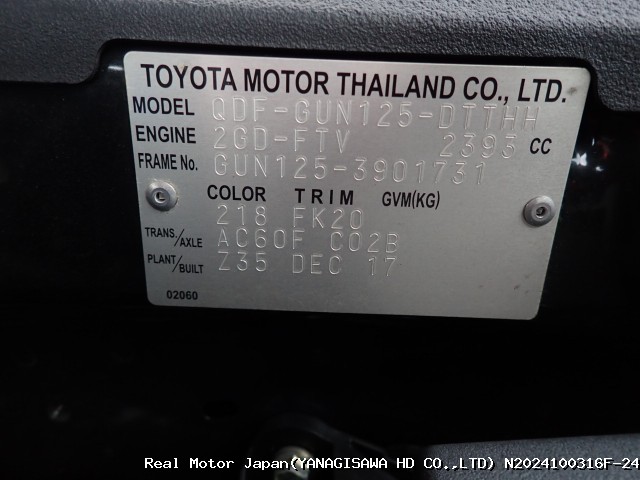 TOYOTA MOTOR THAILAND CO., LTD.
MODEL QDF-GUN125-DTTHH
ENGINE 2GD-FTV 2393 CC
FRAME No. GUN125-3901731
COLOR TRIM GVM(KG)
218 FK20
TRANS./AXLE AC60F C02B
PLANT/BUILT Z35 DEC 17
02060
Real Motor Japan(YANAGISAWA HD CO.,LTD) N2024100316F-24